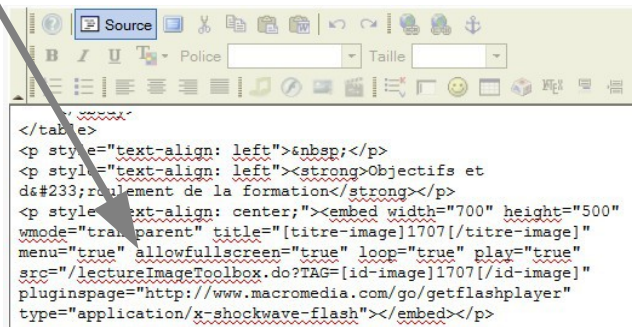 Source
B I U Police Taille
</table>
<p style="text-align: left">&nbsp;</p>
<p style="text-align: left"><strong>Objectifs et
d&#233;roulement de la formation</strong></p>
<p style="text-align: center;"><embed width="700" height="500"
wmode="transparent" title="[titre-image]1707[/titre-image]"
menu="true" allowfullscreen="true" loop="true" play="true"
src="/lectureImageToolbox.do?TAG=[id-image]1707[/id-image]"
pluginspage="http://www.macromedia.com/go/getflashplayer"
type="application/x-shockwave-flash"></embed></p>